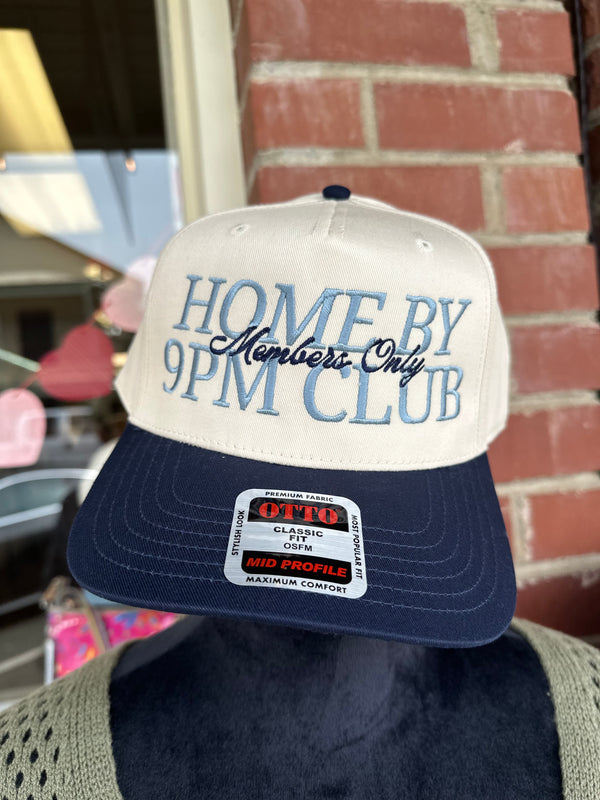 HOME BY
Members Only
9PM CLUB
PREMIUM FABRIC
STYLISH LOOK
OTTO
CLASSIC
FIT
OSFM
MID PROFILE
MOST POPULAR FIT
MAXIMUM COMFORT